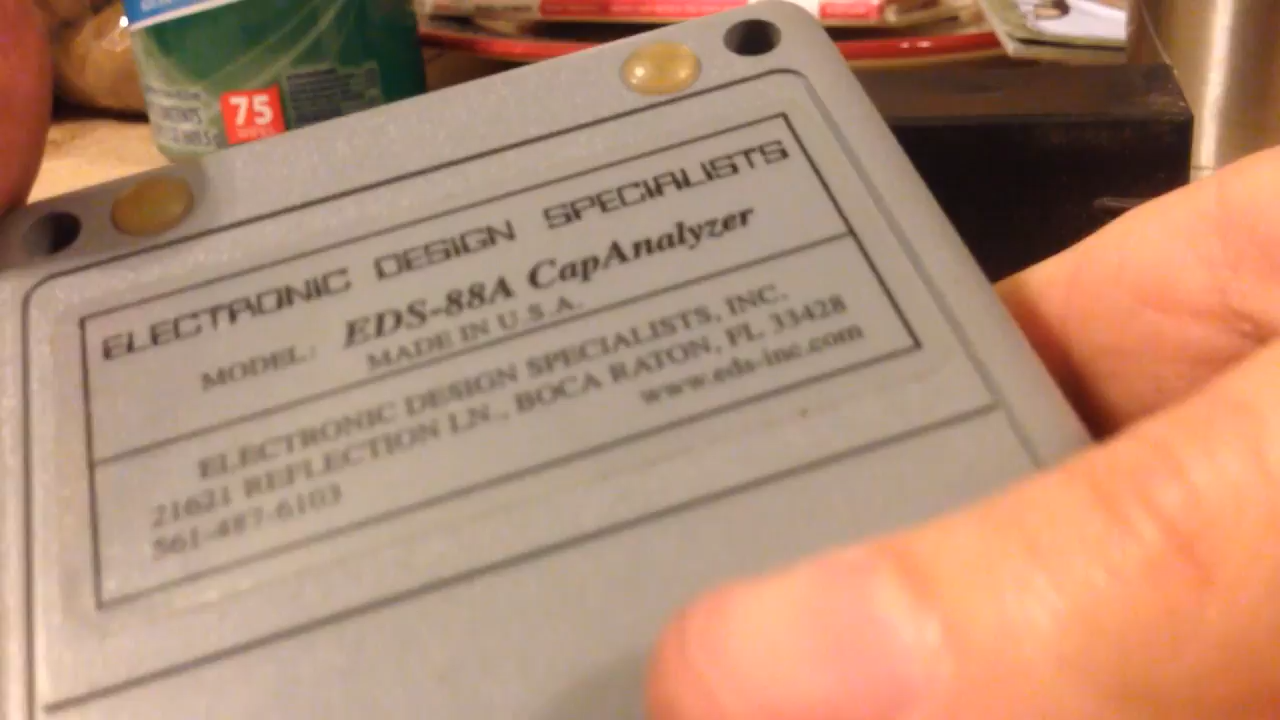 75
WIPES
ELECTRONIC DESIGN SPECIALISTS
MODEL: EDS-88A CapAnalyzer
MADE IN U.S.A.
ELECTRONIC DESIGN SPECIALISTS, INC.
21621 REFLECTION LN., BOCA RATON, FL 33428
561-487-6103
www.eds-inc.com